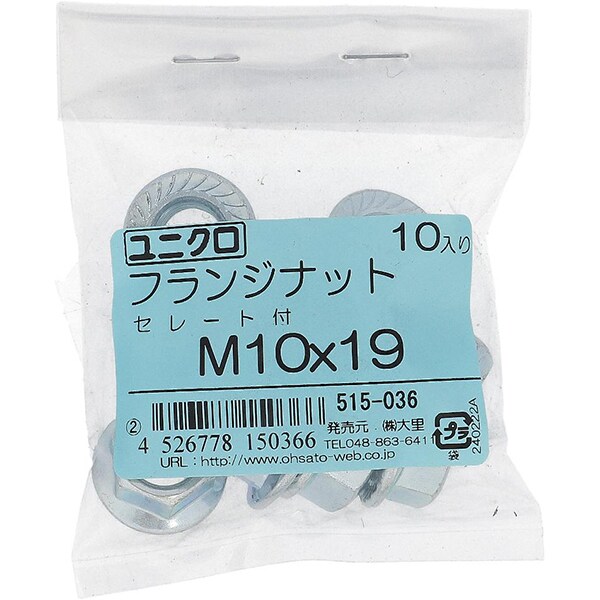 ユニクロ 10入り
フランジナット
セレート付
M10x19
515-036
② 4 526778 150366
発売元．㈱大里
TEL048-863-6411
URL：http://www.ohsato-web.co.jp
プラ
袋
240222A